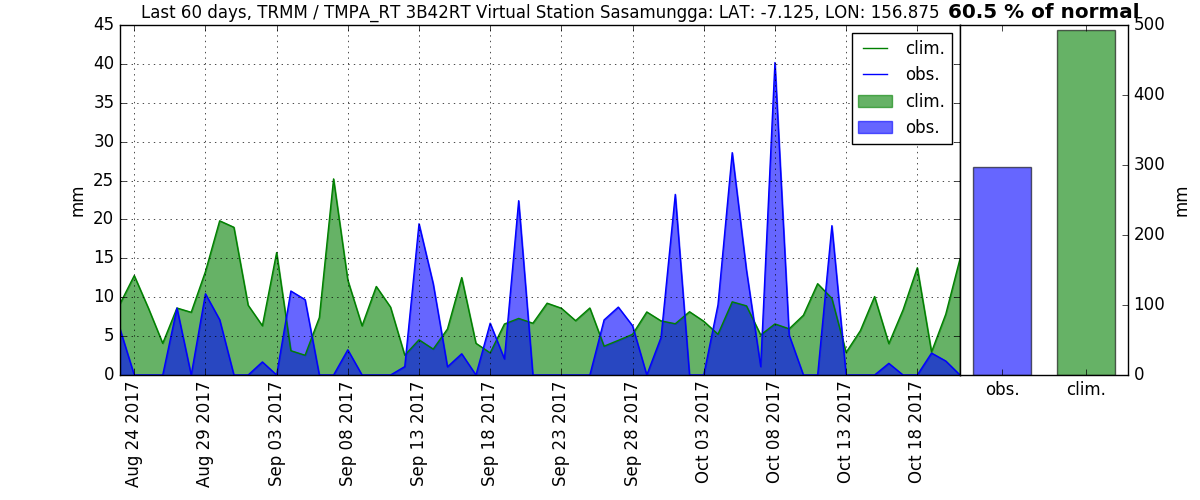 Last 60 days, TRMM / TMPA_RT 3B42RT Virtual Station Sasamungga: LAT: -7.125, LON: 156.875
60.5 % of normal
45
40
35
30
25
20
15
10
5
0
mm
clim.
obs.
clim.
obs.
500
400
300
200
100
0
mm
Aug 24 2017
Aug 29 2017
Sep 03 2017
Sep 08 2017
Sep 13 2017
Sep 18 2017
Sep 23 2017
Sep 28 2017
Oct 03 2017
Oct 08 2017
Oct 13 2017
Oct 18 2017
obs.
clim.